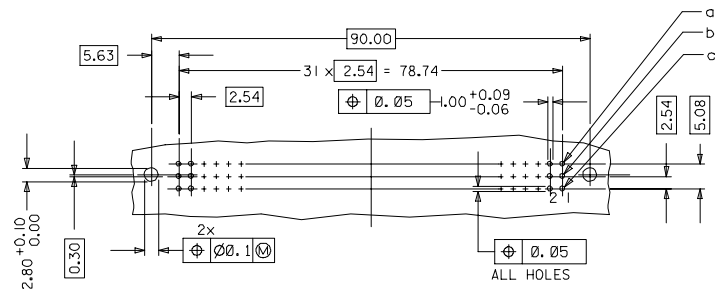 90.00
a
b
c
5.63
31 x 2.54 = 78.74
2.54
⌖ 0.05
1.00 +0.09 -0.06
2.54
5.08
2 1
2.80 +0.10 0.00
0.30
2x
⌖ Ø0.1 Ⓜ
⌖ 0.05
ALL HOLES